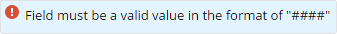 Field must be a valid value in the format of "####"